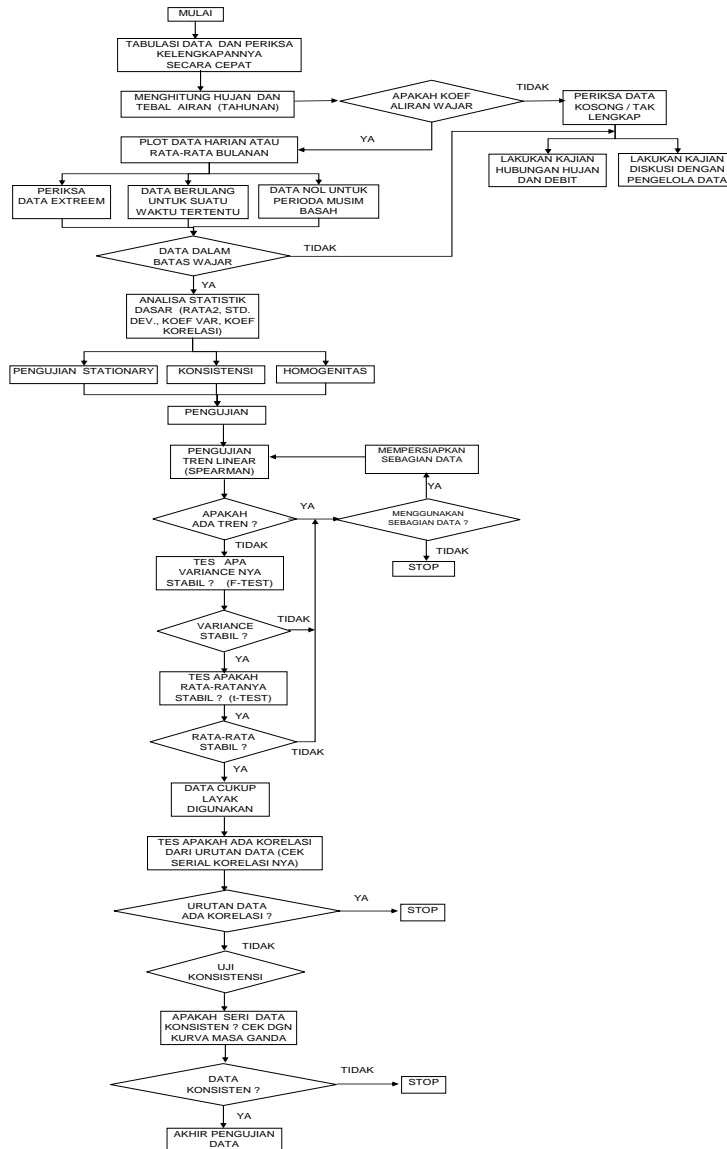 MULAI
TABULASI DATA DAN PERIKSA
KELENGKAPANNYA
SECARA CEPAT
MENGHITUNG HUJAN DAN
TEBAL AIRAN (TAHUNAN)
APAKAH KOEF
ALIRAN WAJAR
TIDAK
PERIKSA DATA
KOSONG / TAK
LENGKAP
YA
PLOT DATA HARIAN ATAU
RATA-RATA BULANAN
LAKUKAN KAJIAN
HUBUNGAN HUJAN
DAN DEBIT
LAKUKAN KAJIAN
DISKUSI DENGAN
PENGELOLA DATA
PERIKSA
DATA EXTREEM
DATA BERULANG
UNTUK SUATU
WAKTU TERTENTU
DATA NOL UNTUK
PERIODA MUSIM
BASAH
DATA DALAM
BATAS WAJAR
TIDAK
YA
ANALISA STATISTIK
DASAR (RATA2, STD.
DEV., KOEF VAR, KOEF
KORELASI)
PENGUJIAN STATIONARY
KONSISTENSI
HOMOGENITAS
PENGUJIAN
PENGUJIAN
TREN LINEAR
(SPEARMAN)
MEMPERSIAPKAN
SEBAGIAN DATA
YA
APAKAH
ADA TREN ?
YA
MENGGUNAKAN
SEBAGIAN DATA ?
TIDAK
TIDAK
STOP
TES APA
VARIANCE NYA
STABIL ? (F-TEST)
VARIANCE
STABIL ?
TIDAK
YA
TES APAKAH
RATA-RATANYA
STABIL ? (t-TEST)
YA
RATA-RATA
STABIL ?
TIDAK
YA
DATA CUKUP
LAYAK
DIGUNAKAN
TES APAKAH ADA KORELASI
DARI URUTAN DATA (CEK
SERIAL KORELASI NYA)
URUTAN DATA
ADA KORELASI ?
YA
STOP
TIDAK
UJI
KONSISTENSI
APAKAH SERI DATA
KONSISTEN ? CEK DGN
KURVA MASA GANDA
DATA
KONSISTEN ?
TIDAK
STOP
YA
AKHIR PENGUJIAN
DATA